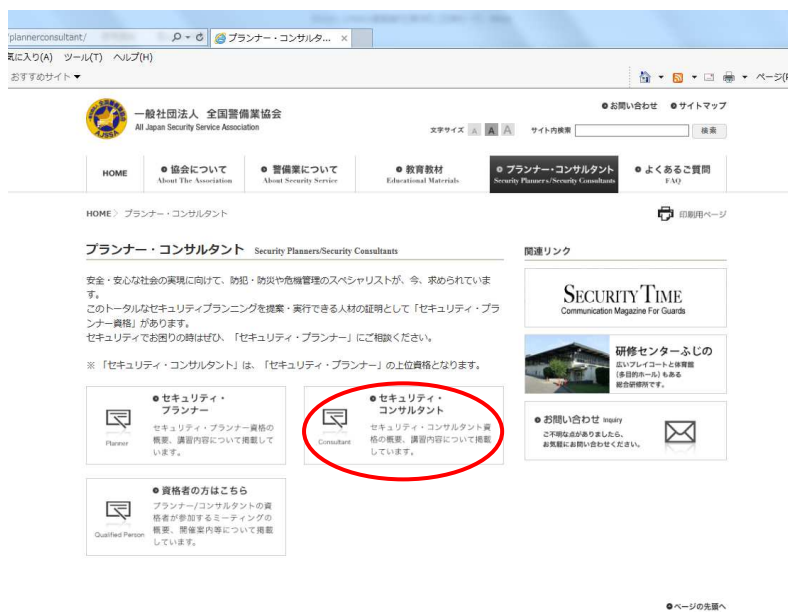 /plannerconsultant/
プランナー・コンサルタ... ×
気に入り(A) ツール(T) ヘルプ(H)
おすすめサイト ▼
ページ(P
一般社団法人 全国警備業協会
All Japan Security Service Association
AJSSA
●お問い合わせ ●サイトマップ
文字サイズ A A A サイト内検索 検索
HOME
●協会について
About The Association
●警備業について
About Security Service
●教育教材
Educational Materials
●プランナー・コンサルタント
Security Planners/Security Consultants
●よくあるご質問
FAQ
HOME〉 プランナー・コンサルタント
印刷用ページ
プランナー・コンサルタント Security Planners/Security Consultants
安全・安心な社会の実現に向けて、防犯・防災や危機管理のスペシャリストが、今、求められていま
す。
このトータルなセキュリティプランニングを提案・実行できる人材の証明として「セキュリティ・プラ
ンナー資格」があります。
セキュリティでお困りの時はぜひ、「セキュリティ・プランナー」にご相談ください。
※ 「セキュリティ・コンサルタント」は、「セキュリティ・プランナー」の上位資格となります。
●セキュリティ・
プランナー
セキュリティ・プランナー資格の
概要、講習内容について掲載して
います。
Planner
●セキュリティ・
コンサルタント
セキュリティ・コンサルタント資
格の概要、講習内容について掲載
しています。
Consultant
●資格者の方はこちら
プランナー/コンサルタントの資
格者が参加するミーティングの
概要、開催案内等について掲載
しています。
Qualified Person
関連リンク
SECURITY TIME
Communication Magazine For Guards
研修センターふじの
広いプレイコートと体育館
(多目的ホール)もある
総合研修所です。
●お問い合わせ Inquiry
ご不明な点がありましたら、
お気軽にお問い合わせください。
●ページの先頭へ